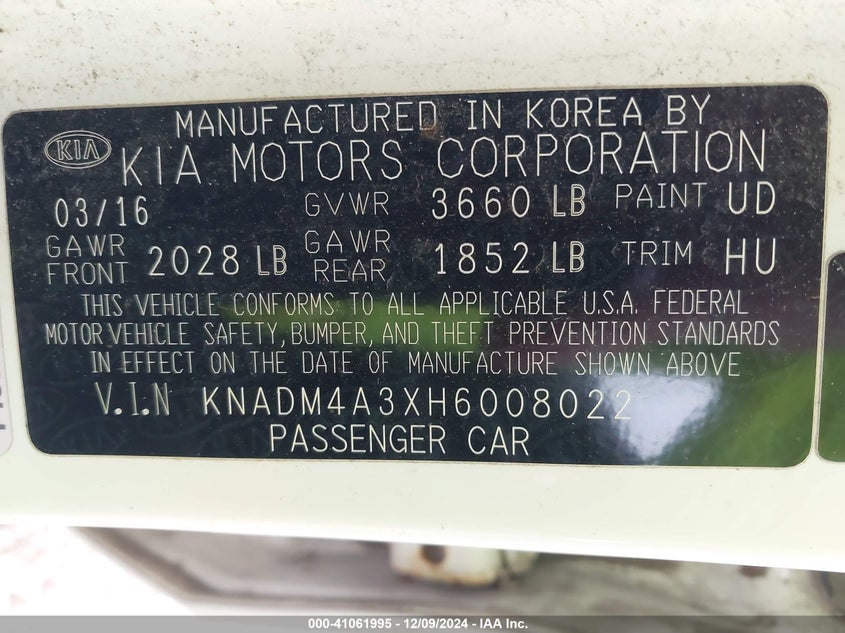 MANUFACTURED IN KOREA BY
KIA
KIA MOTORS CORPORATION
03/16 GVWR 3660 LB PAINT UD
GAWR FRONT 2028 LB GAWR REAR 1852 LB TRIM HU
THIS VEHICLE CONFORMS TO ALL APPLICABLE U.S.A. FEDERAL
MOTOR VEHICLE SAFETY, BUMPER, AND THEFT PREVENTION STANDARDS
IN EFFECT ON THE DATE OF MANUFACTURE SHOWN ABOVE
V.I.N KNADM4A3XH6008022
PASSENGER CAR
000-41061995 - 12/09/2024 - IAA Inc.